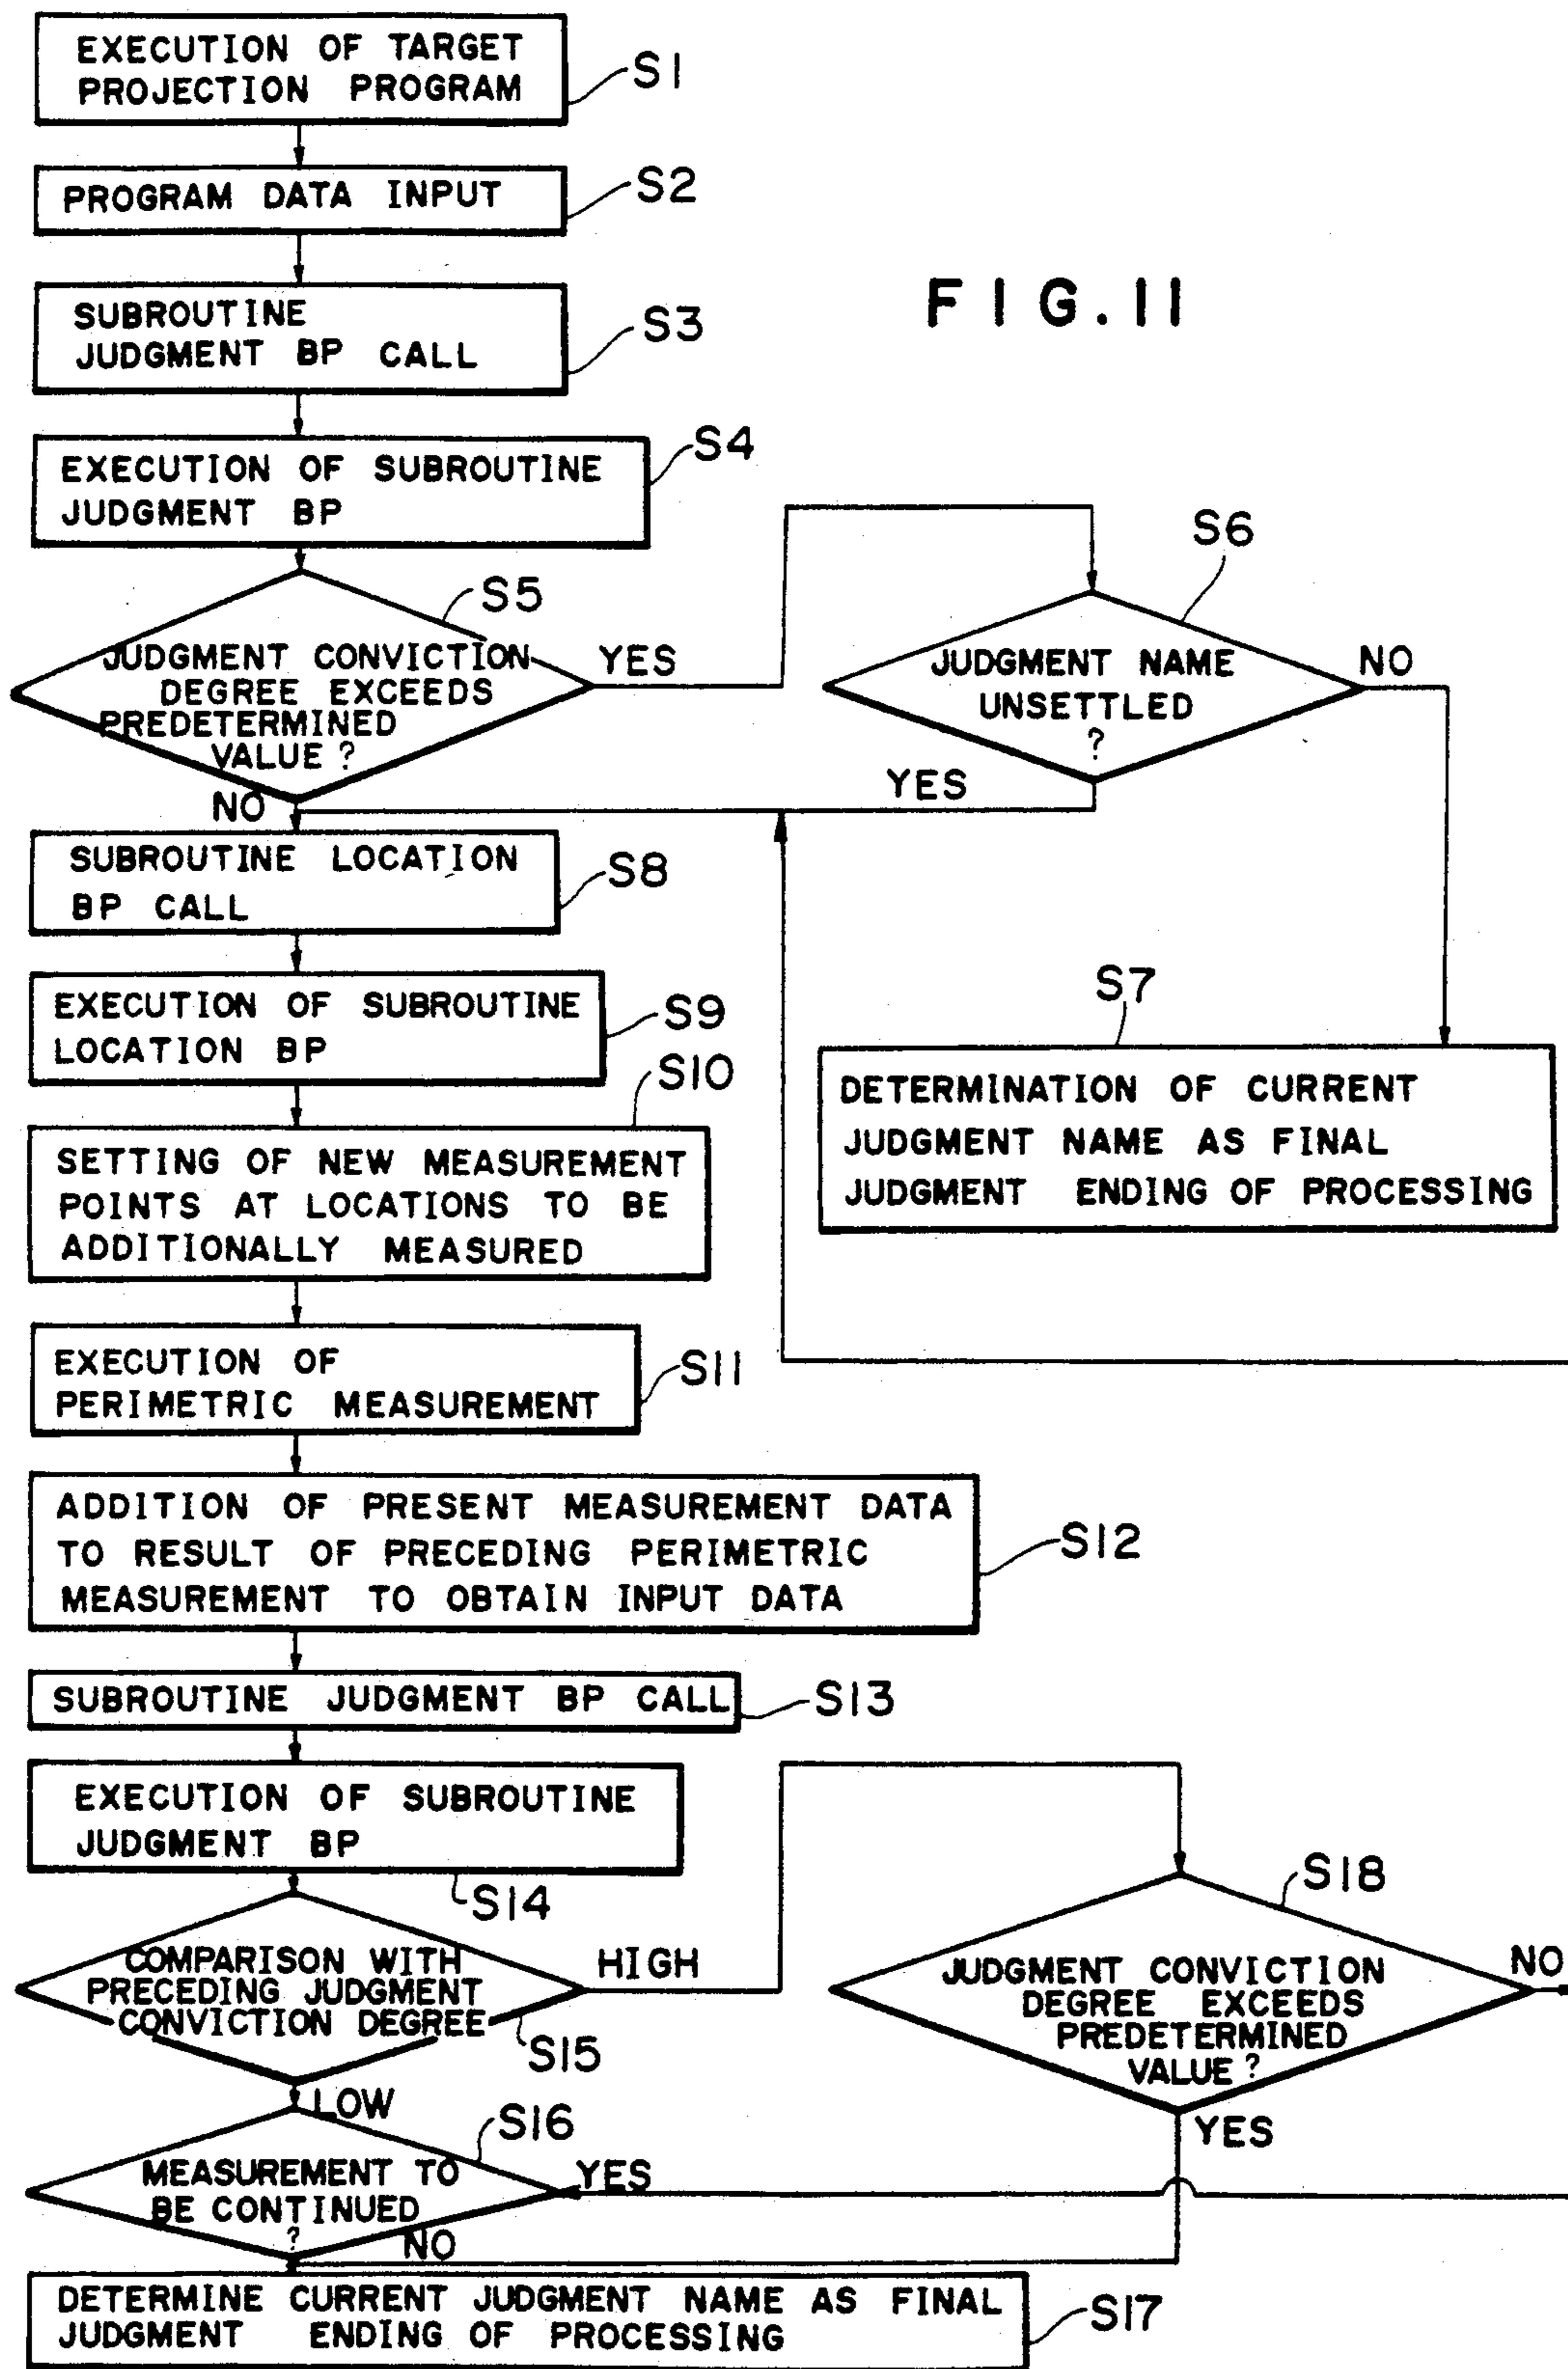 EXECUTION OF TARGET
PROJECTION PROGRAM
S1
PROGRAM DATA INPUT
S2
SUBROUTINE
JUDGMENT BP CALL
S3
FIG.11
EXECUTION OF SUBROUTINE
JUDGMENT BP
S4
S5
JUDGMENT CONVICTION
DEGREE EXCEEDS
PREDETERMINED
VALUE ?
YES
NO
S6
JUDGMENT NAME
UNSETTLED
?
NO
YES
S7
DETERMINATION OF CURRENT
JUDGMENT NAME AS FINAL
JUDGMENT ENDING OF PROCESSING
SUBROUTINE LOCATION
BP CALL
S8
EXECUTION OF SUBROUTINE
LOCATION BP
S9
S10
SETTING OF NEW MEASUREMENT
POINTS AT LOCATIONS TO BE
ADDITIONALLY MEASURED
EXECUTION OF
PERIMETRIC MEASUREMENT
S11
ADDITION OF PRESENT MEASUREMENT DATA
TO RESULT OF PRECEDING PERIMETRIC
MEASUREMENT TO OBTAIN INPUT DATA
S12
SUBROUTINE JUDGMENT BP CALL
S13
EXECUTION OF SUBROUTINE
JUDGMENT BP
S14
COMPARISON WITH
PRECEDING JUDGMENT
CONVICTION DEGREE
S15
HIGH
LOW
S18
JUDGMENT CONVICTION
DEGREE EXCEEDS
PREDETERMINED
VALUE ?
NO
YES
S16
MEASUREMENT TO
BE CONTINUED
?
YES
NO
DETERMINE CURRENT JUDGMENT NAME AS FINAL
JUDGMENT ENDING OF PROCESSING
S17